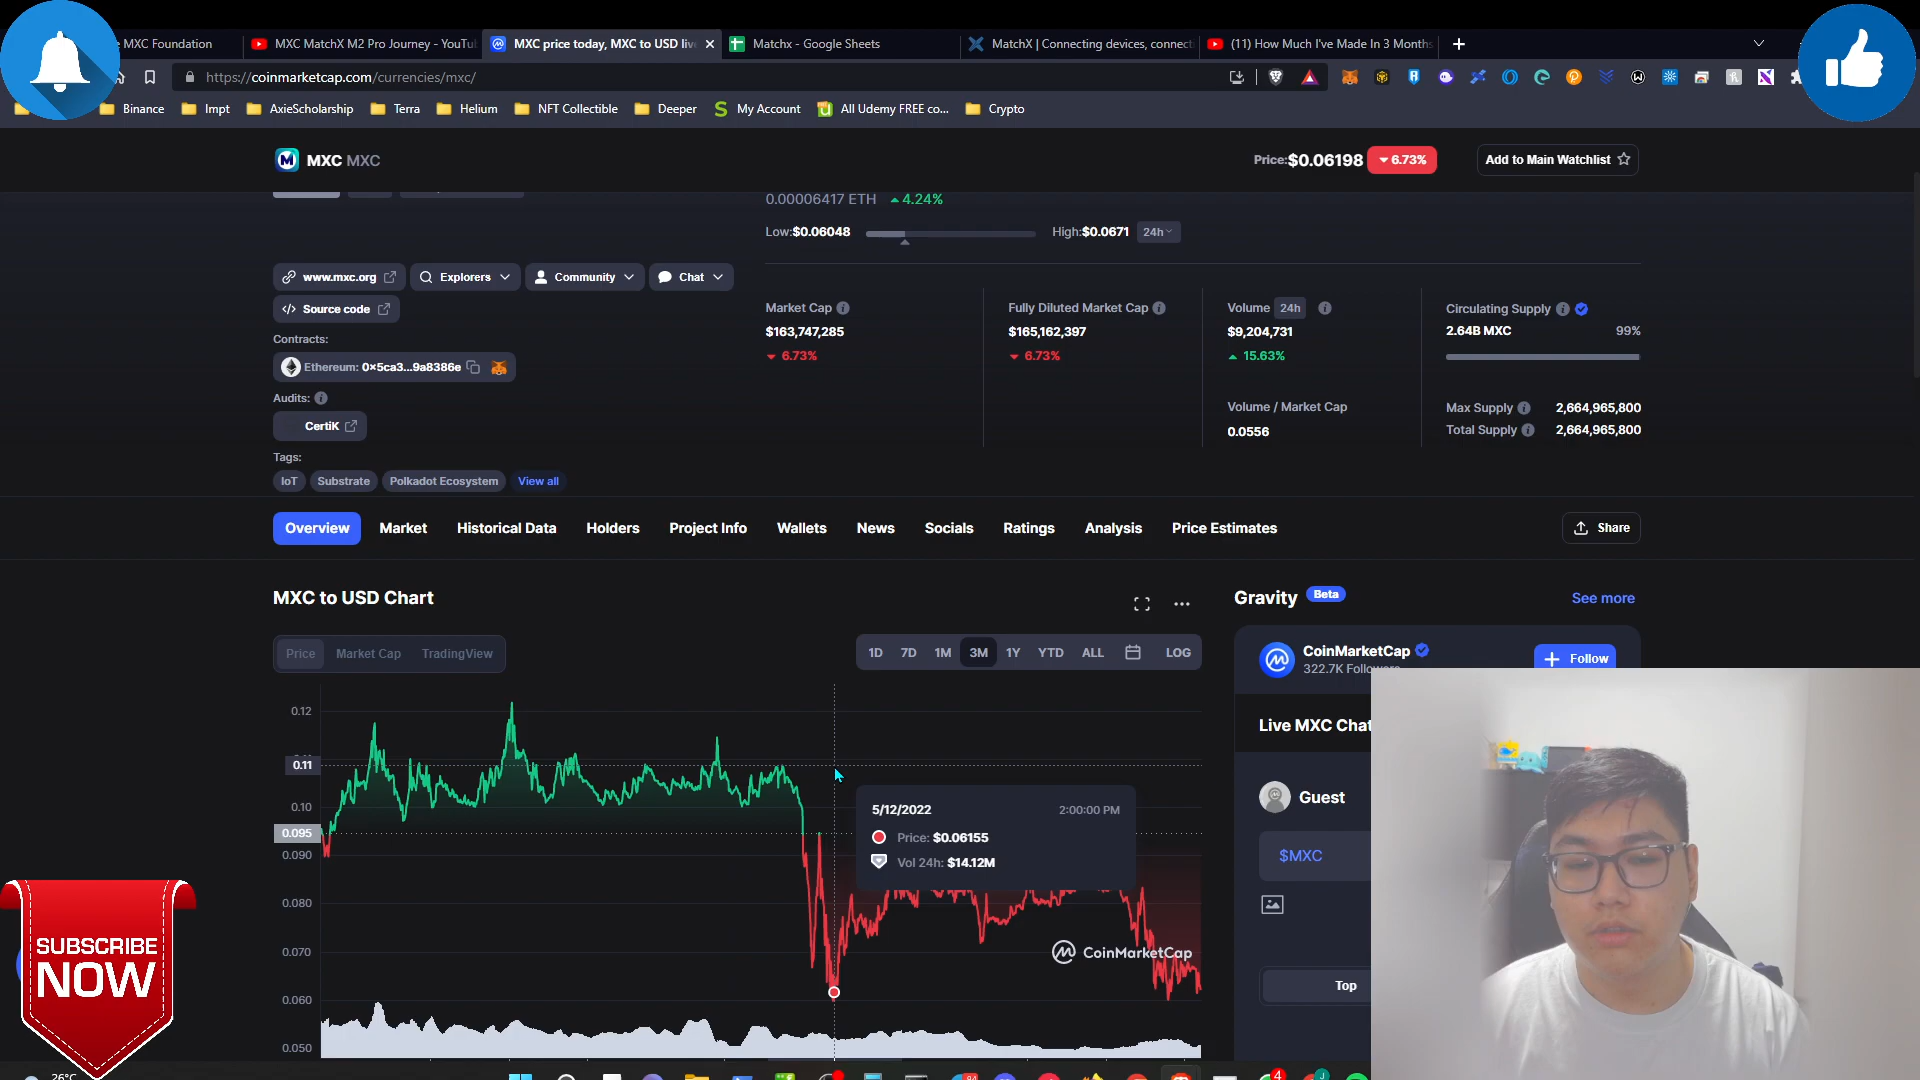 MXC Foundation
MXC MatchX M2 Pro Journey - YouTu
MXC price today, MXC to USD liv
Matchx - Google Sheets
MatchX | Connecting devices, connect
(11) How Much I've Made In 3 Months
https://coinmarketcap.com/currencies/mxc/
Binance
Impt
AxieScholarship
Terra
Helium
NFT Collectible
Deeper
My Account
All Udemy FREE co...
Crypto
MXC MXC
Price:$0.06198
6.73%
Add to Main Watchlist
0.00006417 ETH
4.24%
Low:$0.06048
High:$0.0671
24h
www.mxc.org
Explorers
Community
Chat
Source code
Contracts:
Ethereum: 0x5ca3...9a8386e
Audits:
CertiK
Tags:
IoT
Substrate
Polkadot Ecosystem
View all
Market Cap
$163,747,285
6.73%
Fully Diluted Market Cap
$165,162,397
6.73%
Volume 24h
$9,204,731
15.63%
Volume / Market Cap
0.0556
Circulating Supply
2.64B MXC
99%
Max Supply
2,664,965,800
Total Supply
2,664,965,800
Overview
Market
Historical Data
Holders
Project Info
Wallets
News
Socials
Ratings
Analysis
Price Estimates
Share
MXC to USD Chart
Price
Market Cap
TradingView
1D
7D
1M
3M
1Y
YTD
ALL
LOG
0.12
0.11
0.10
0.095
0.090
0.080
0.070
0.060
0.050
5/12/2022
2:00:00 PM
Price: $0.06155
Vol 24h: $14.12M
CoinMarketCap
Gravity
Beta
See more
CoinMarketCap
322.7K Followers
Follow
Live MXC Chat
Guest
$MXC
Top
SUBSCRIBE
NOW
26°C